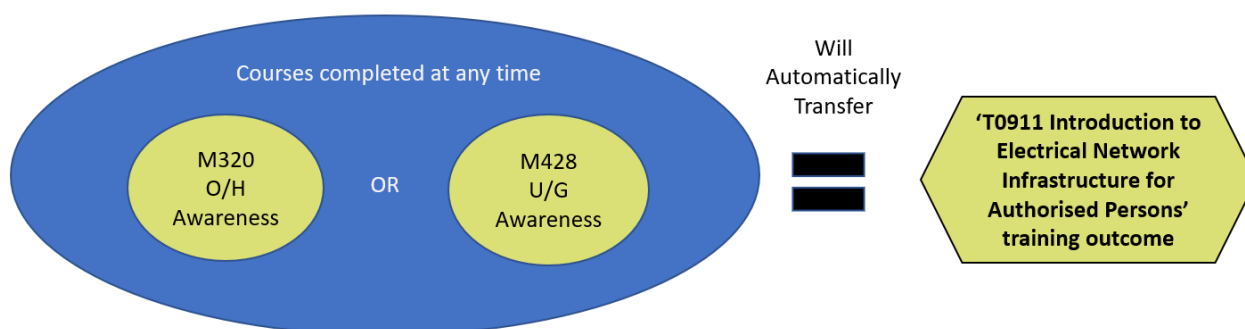 Courses completed at any time
M320
O/H
Awareness
OR
M428
U/G
Awareness
Will
Automatically
Transfer
‘T0911 Introduction to
Electrical Network
Infrastructure for
Authorised Persons’
training outcome